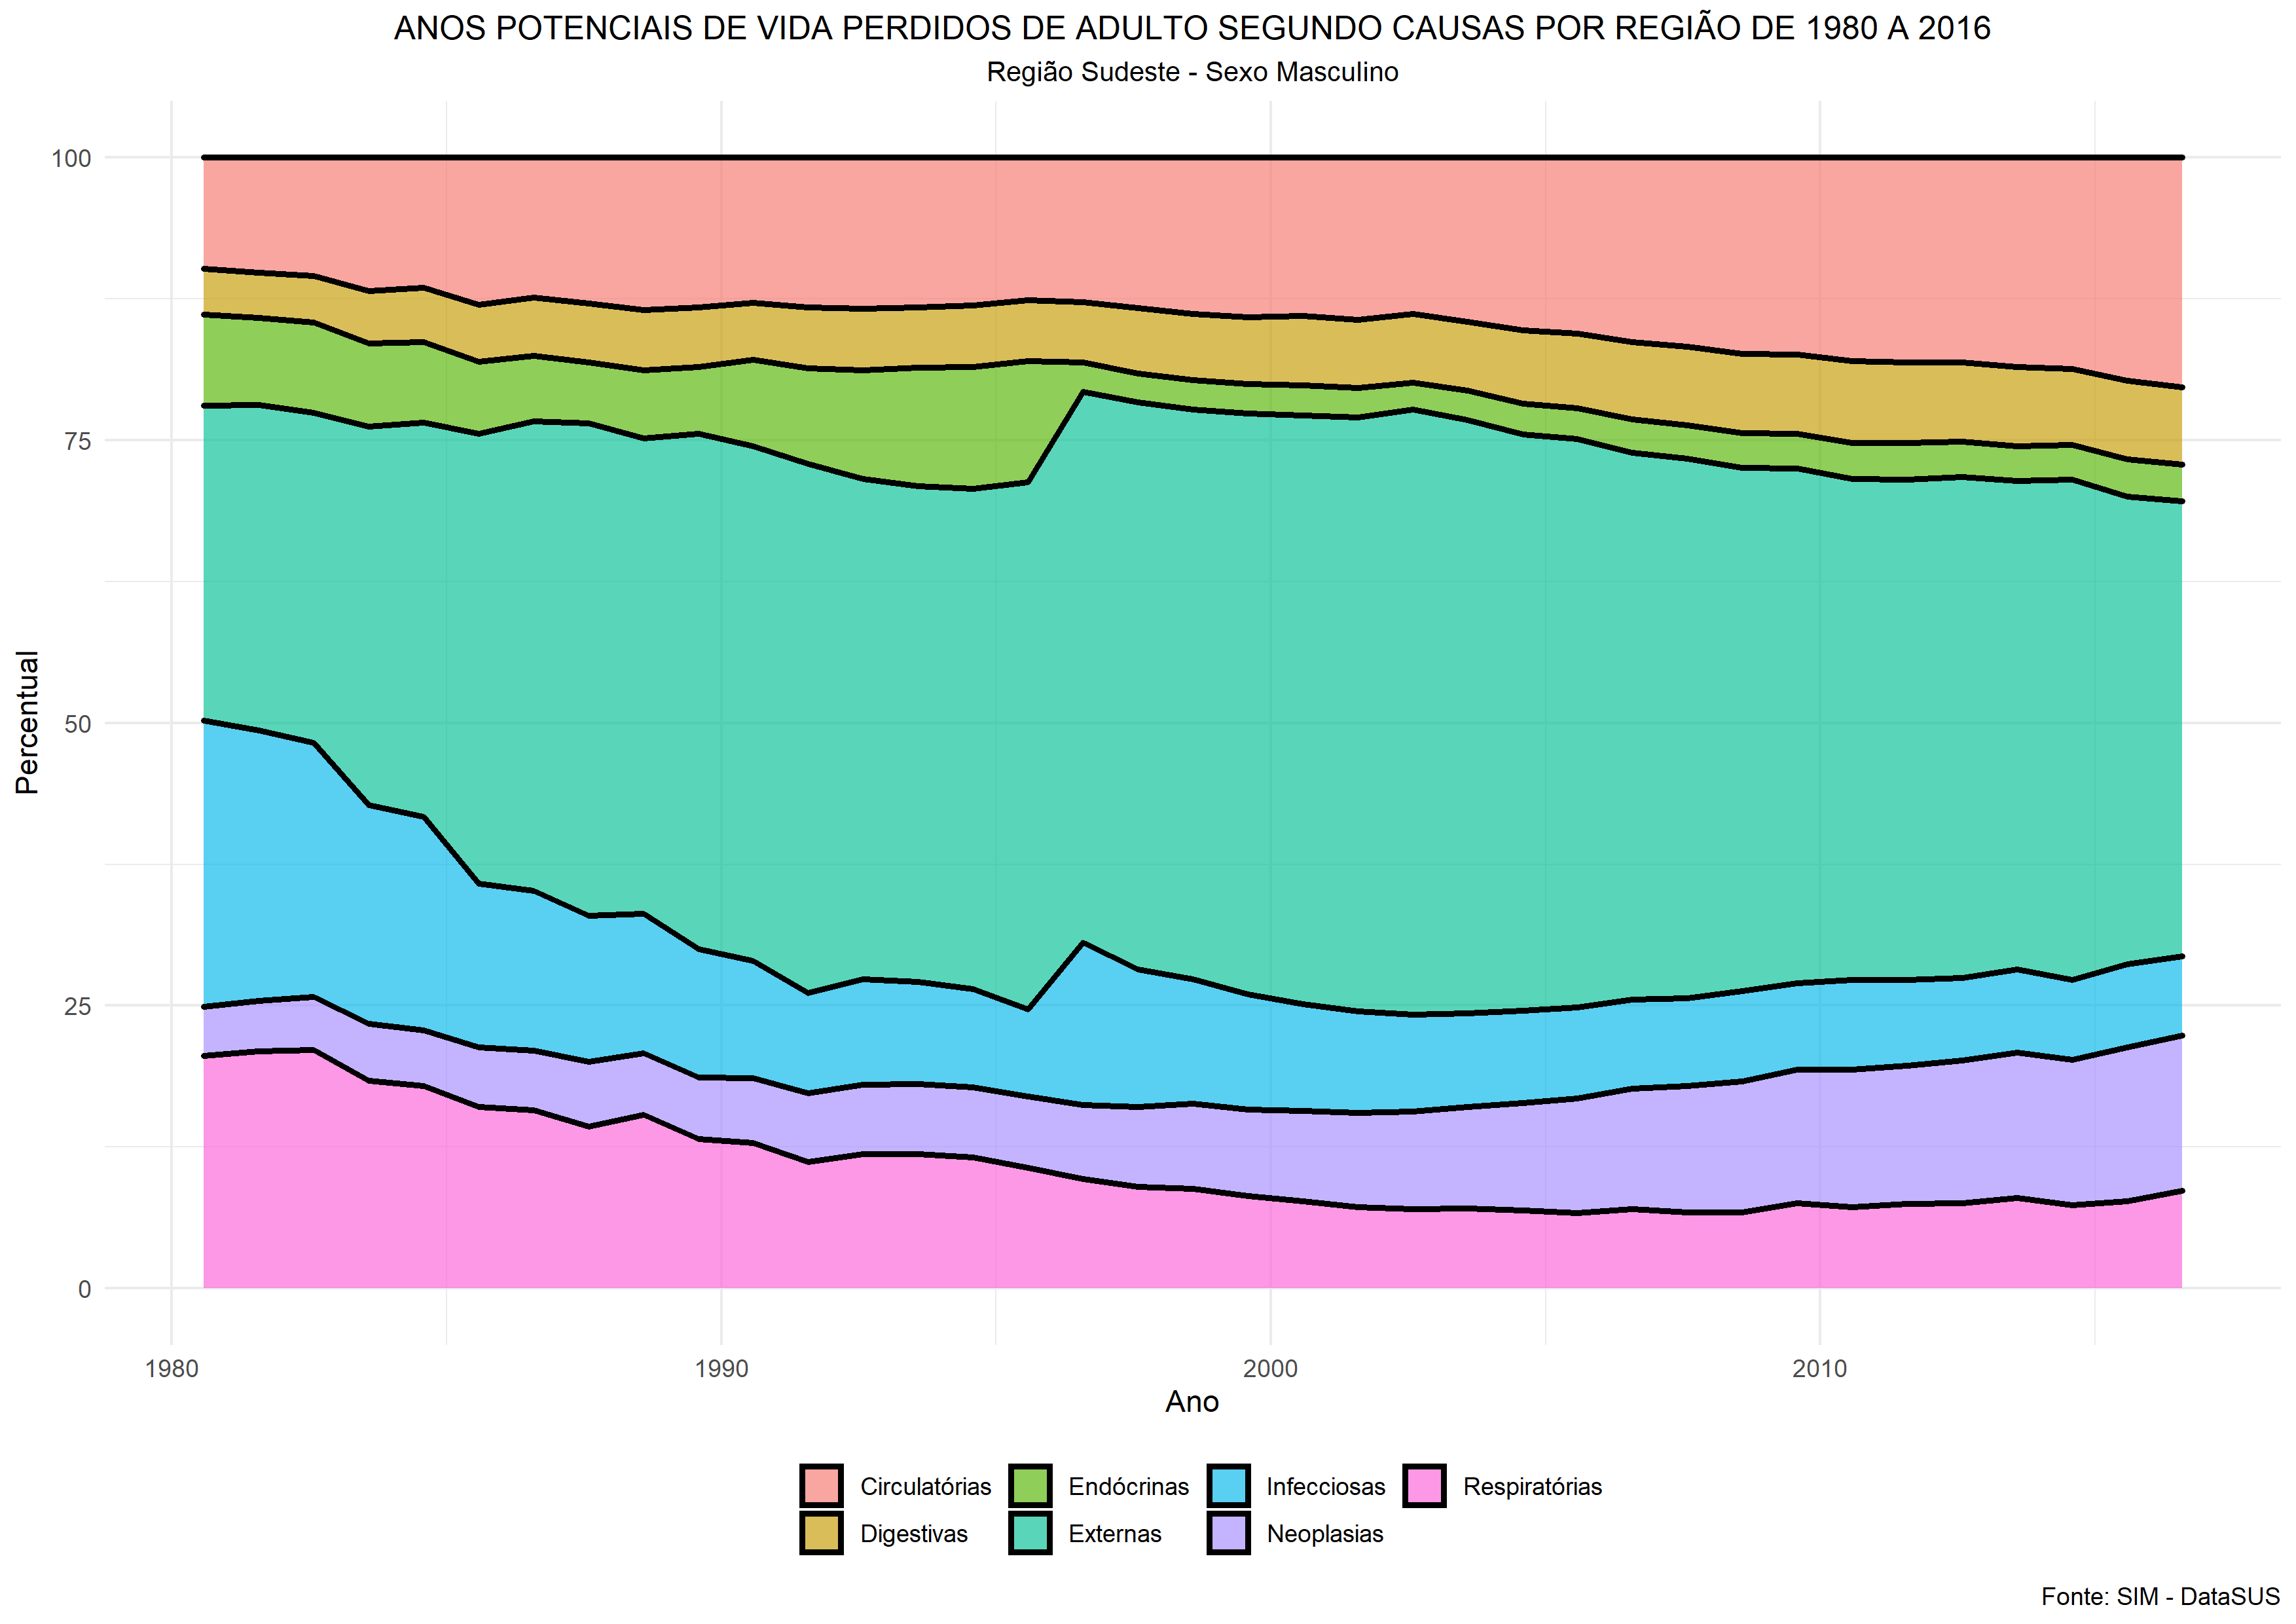 ANOS POTENCIAIS DE VIDA PERDIDOS DE ADULTO SEGUNDO CAUSAS POR REGIÃO DE 1980 A 2016
Região Sudeste - Sexo Masculino
100
75
50
25
0
Percentual
1980 1990 2000 2010
Ano
Circulatórias Endócrinas Infecciosas Respiratórias
Digestivas Externas Neoplasias
Fonte: SIM - DataSUS